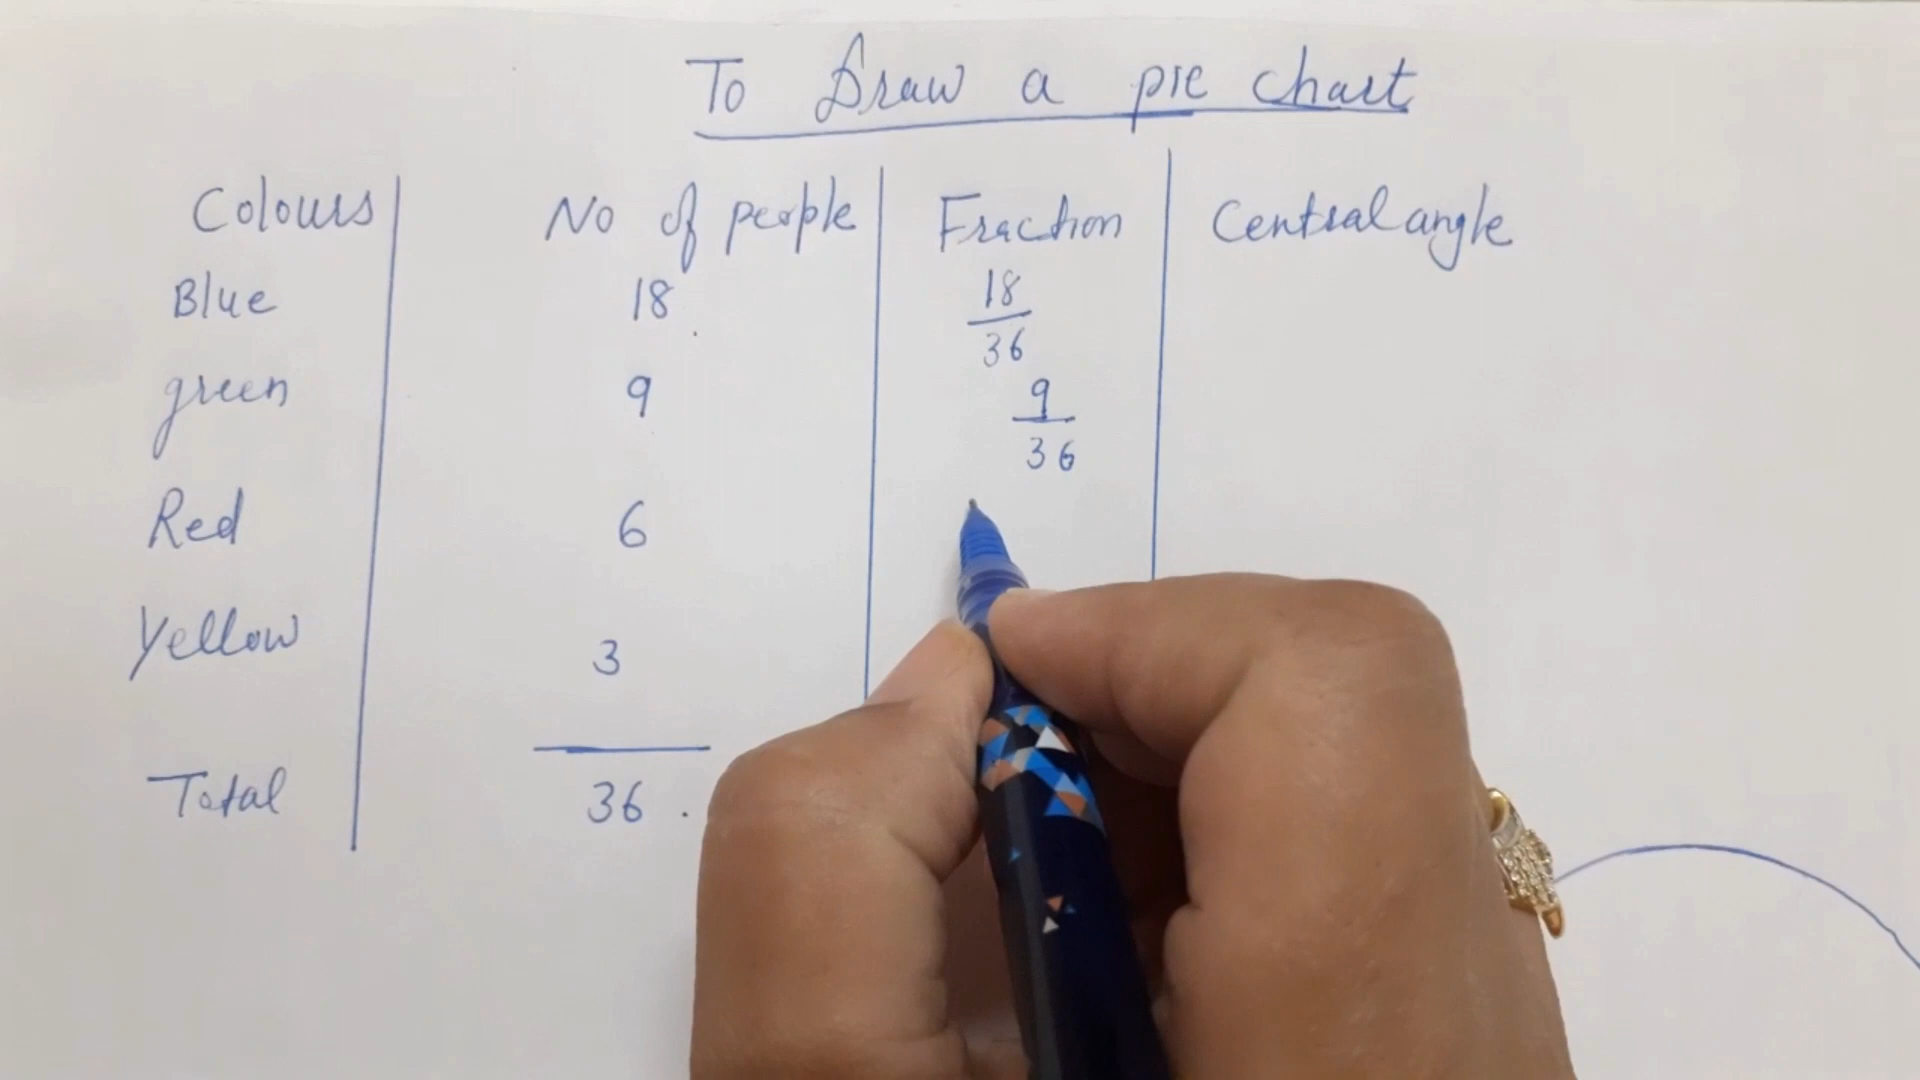 To Draw a pie chart
Colours No of people Fraction Central angle
Blue 18 18/36
green 9 9/36
Red 6
Yellow 3
Total 36